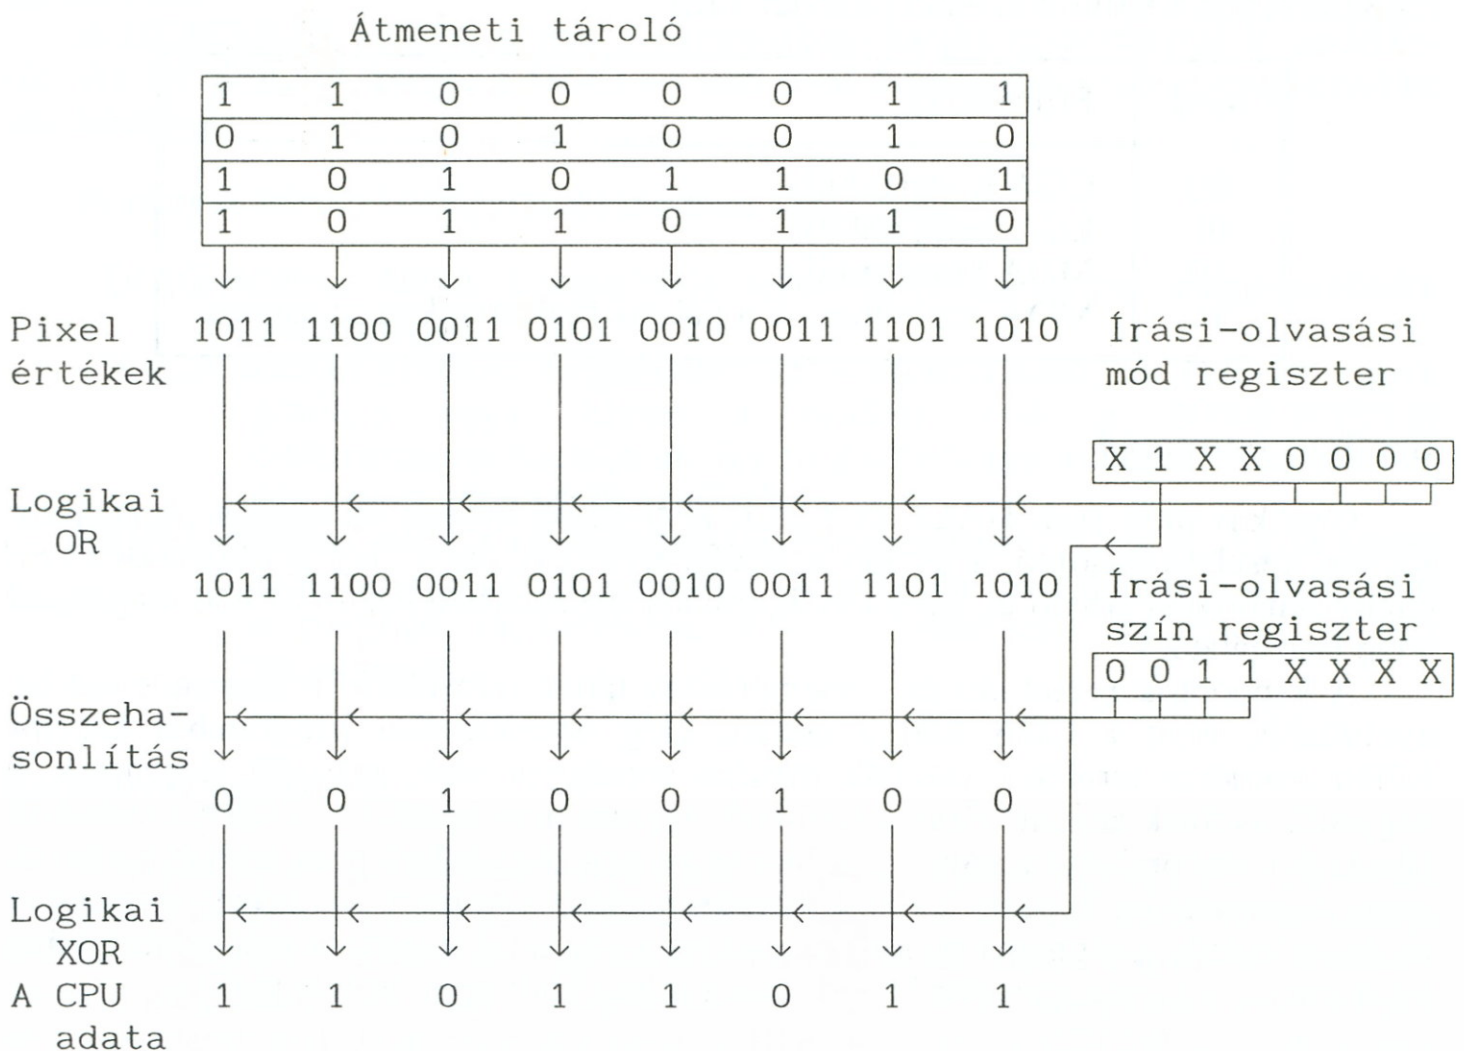 Átmeneti tároló
1 1 0 0 0 0 1 1
0 1 0 1 0 0 1 0
1 0 1 0 1 1 0 1
1 0 1 1 0 1 1 0
Pixel értékek
1011 1100 0011 0101 0010 0011 1101 1010
Írási-olvasási
mód regiszter
X 1 X X 0 0 0 0
Logikai
OR
1011 1100 0011 0101 0010 0011 1101 1010
Írási-olvasási
szín regiszter
0 0 1 1 X X X X
Összeha-
sonlítás
0 0 1 0 0 1 0 0
Logikai
XOR
A CPU
adata
1 1 0 1 1 0 1 1